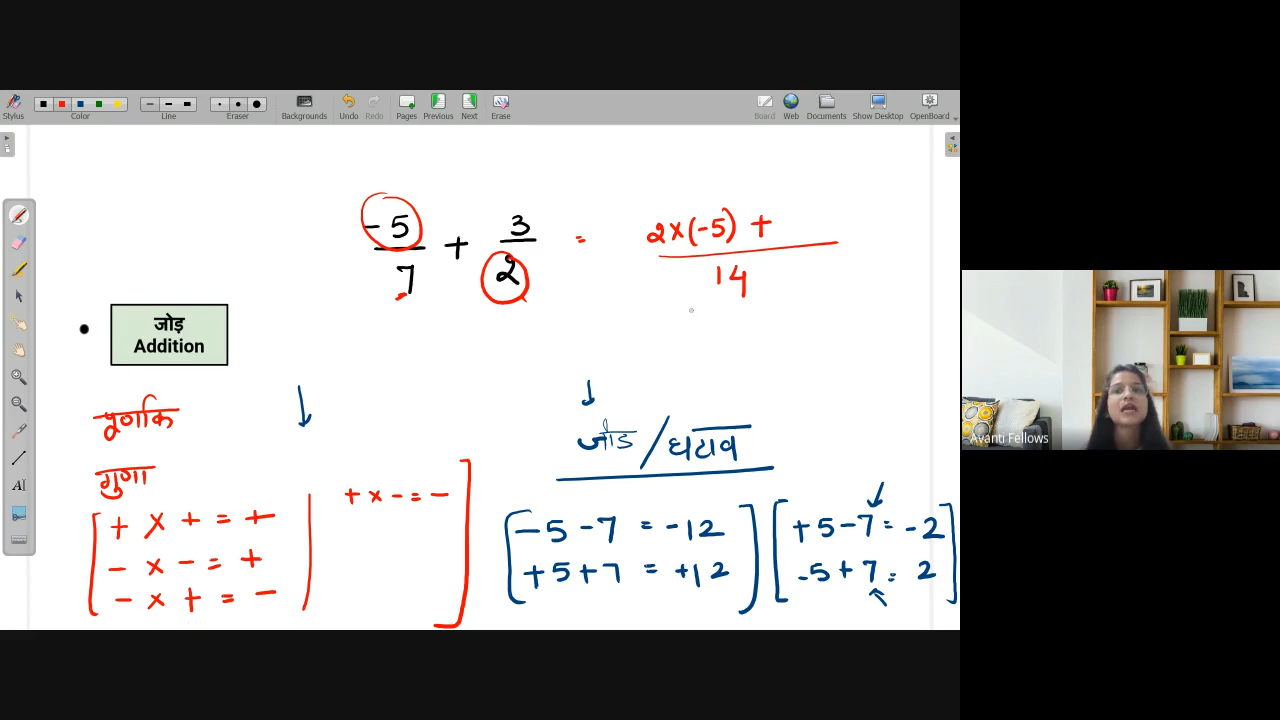 Stylus Color Line Eraser Backgrounds Undo Redo Pages Previous Next Erase Board Web Documents Show Desktop OpenBoard
-5/7 + 3/2 = 2×(-5) + /14
जोड़
Addition
पूर्णांक
गुणा
+ × + = +
- × - = +
- × + = -
+ × - = -
जोड / घटाव
-5 -7 = -12
+5 +7 = +12
+5 -7 = -2
-5 + 7 = 2
Avanti Fellows